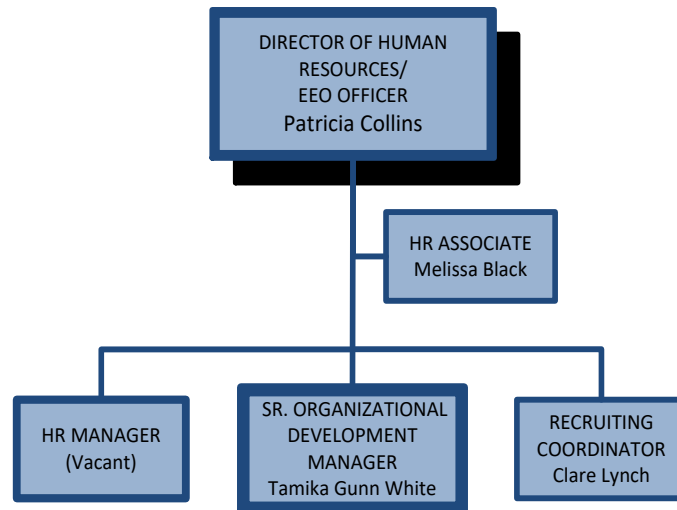 DIRECTOR OF HUMAN
RESOURCES/
EEO OFFICER
Patricia Collins
HR ASSOCIATE
Melissa Black
HR MANAGER
(Vacant)
SR. ORGANIZATIONAL
DEVELOPMENT
MANAGER
Tamika Gunn White
RECRUITING
COORDINATOR
Clare Lynch